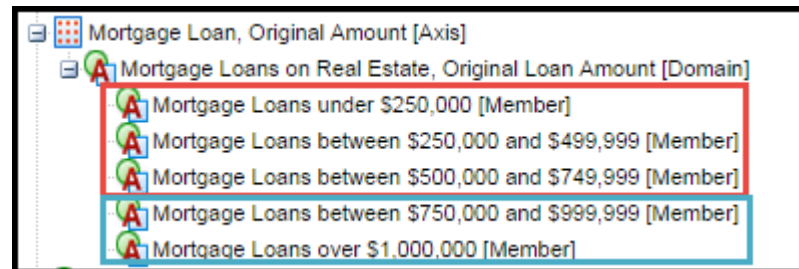 Mortgage Loan, Original Amount [Axis]
Mortgage Loans on Real Estate, Original Loan Amount [Domain]
Mortgage Loans under $250,000 [Member]
Mortgage Loans between $250,000 and $499,999 [Member]
Mortgage Loans between $500,000 and $749,999 [Member]
Mortgage Loans between $750,000 and $999,999 [Member]
Mortgage Loans over $1,000,000 [Member]